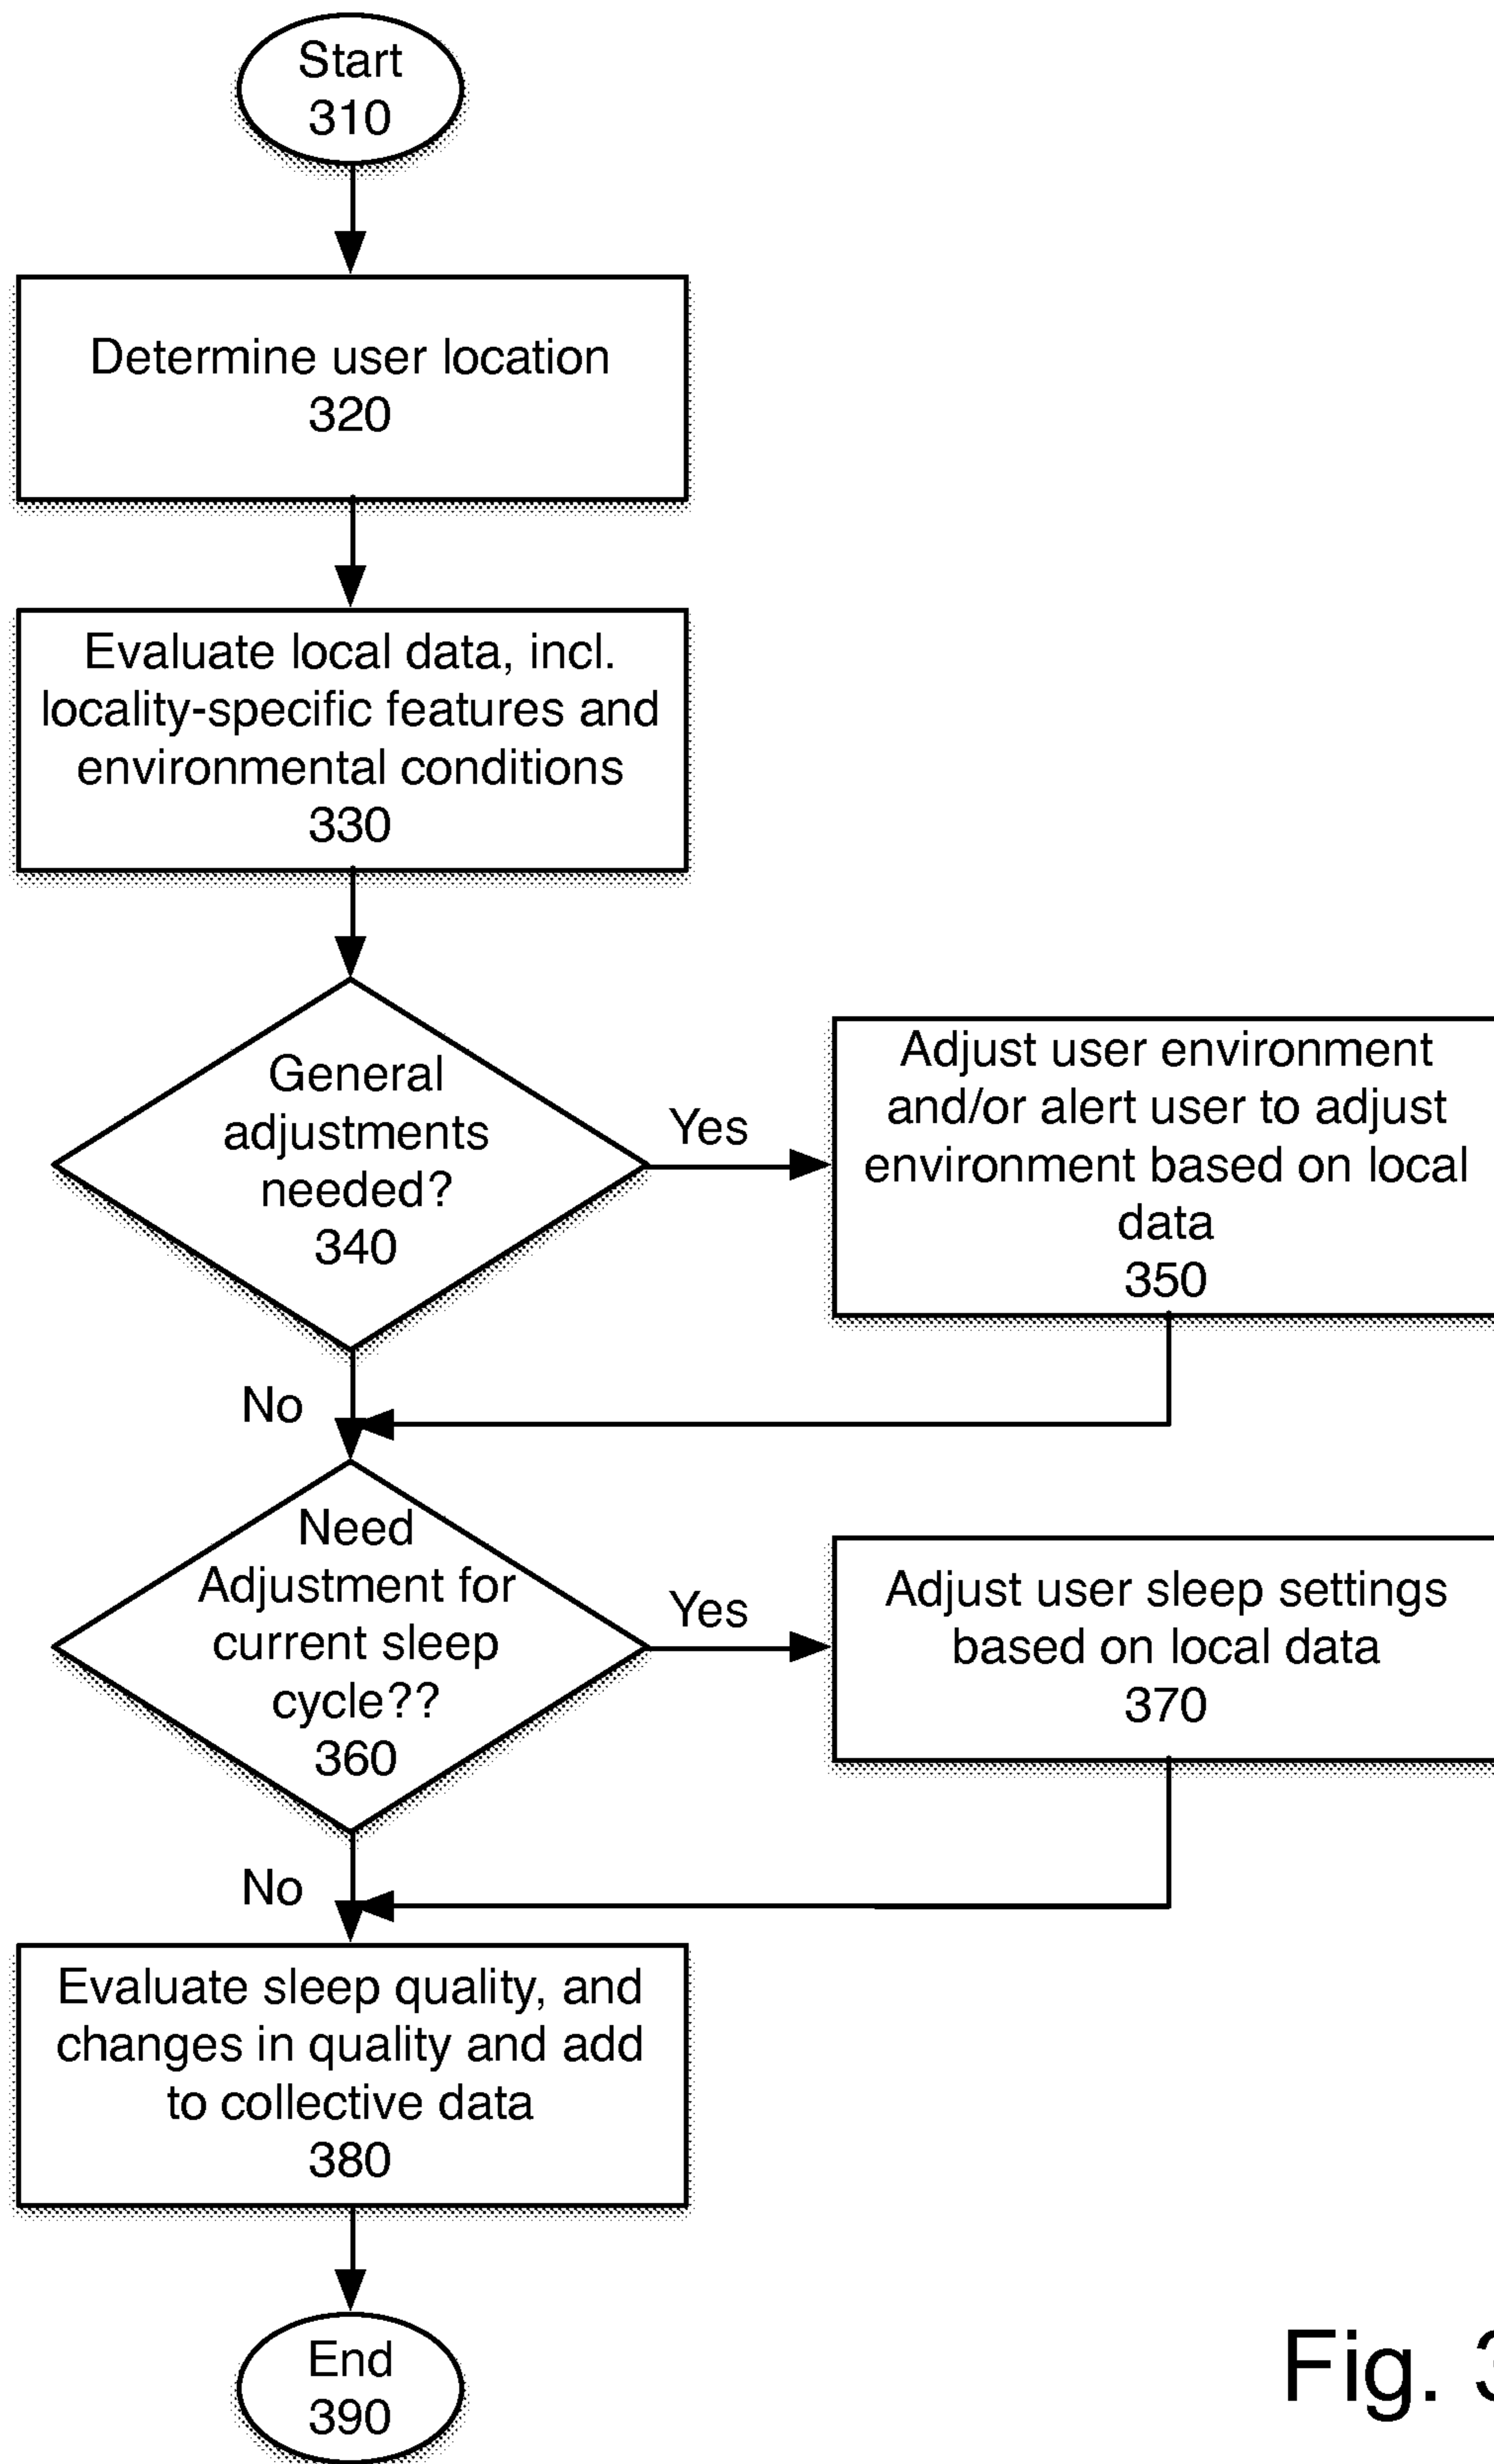 Start
310
Determine user location
320
Evaluate local data, incl.
locality-specific features and
environmental conditions
330
General
adjustments
needed?
340
Yes
Adjust user environment
and/or alert user to adjust
environment based on local
data
350
No
Need
Adjustment for
current sleep
cycle??
360
Yes
Adjust user sleep settings
based on local data
370
No
Evaluate sleep quality, and
changes in quality and add
to collective data
380
End
390
Fig. 3